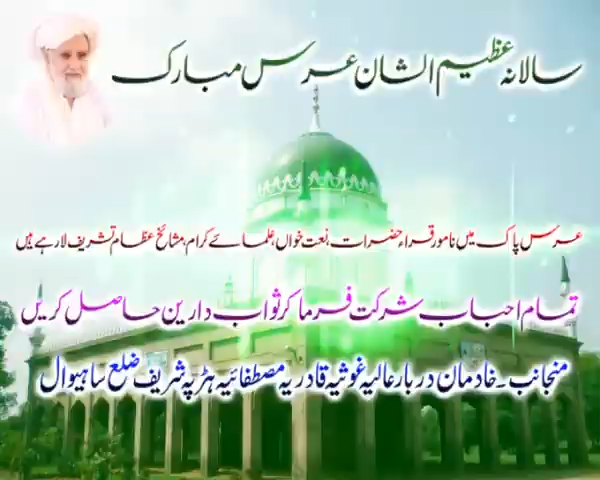 سالانہ عظیم الشان عرس مبارک
عرس پاک میں نامور قراء حضرات، نعت خواں، علمائے کرام، مشائخ عظام تشریف لا رہے ہیں
تمام احباب شرکت فرما کر ثواب دارین حاصل کریں
منجانب۔ خادمان دربار عالیہ غوثیہ قادریہ مصطفائیہ ہڑپہ شریف ضلع ساہیوال